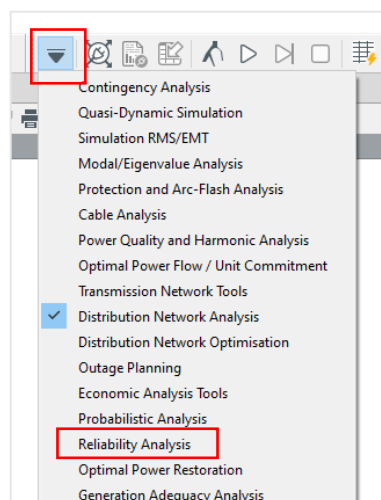 Contingency Analysis
Quasi-Dynamic Simulation
Simulation RMS/EMT
Modal/Eigenvalue Analysis
Protection and Arc-Flash Analysis
Cable Analysis
Power Quality and Harmonic Analysis
Optimal Power Flow / Unit Commitment
Transmission Network Tools
Distribution Network Analysis
Distribution Network Optimisation
Outage Planning
Economic Analysis Tools
Probabilistic Analysis
Reliability Analysis
Optimal Power Restoration
Generation Adequacy Analysis